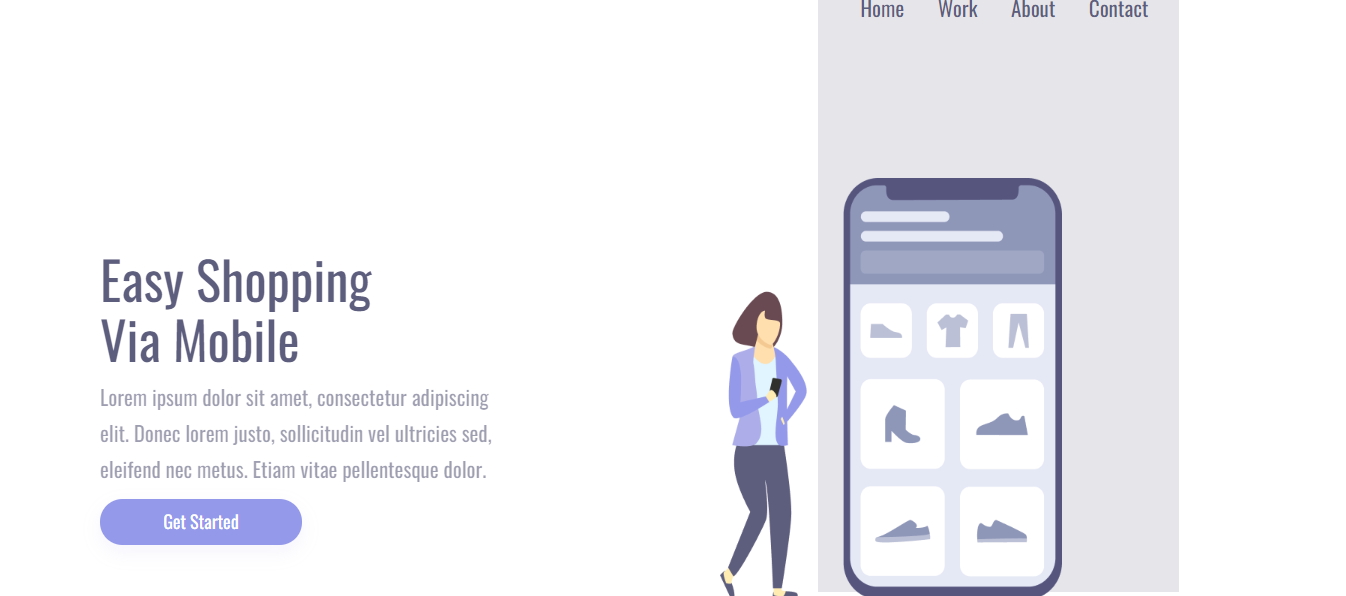 Home Work About Contact
Easy Shopping
Via Mobile
Lorem ipsum dolor sit amet, consectetur adipiscing
elit. Donec lorem justo, sollicitudin vel ultricies sed,
eleifend nec metus. Etiam vitae pellentesque dolor.
Get Started